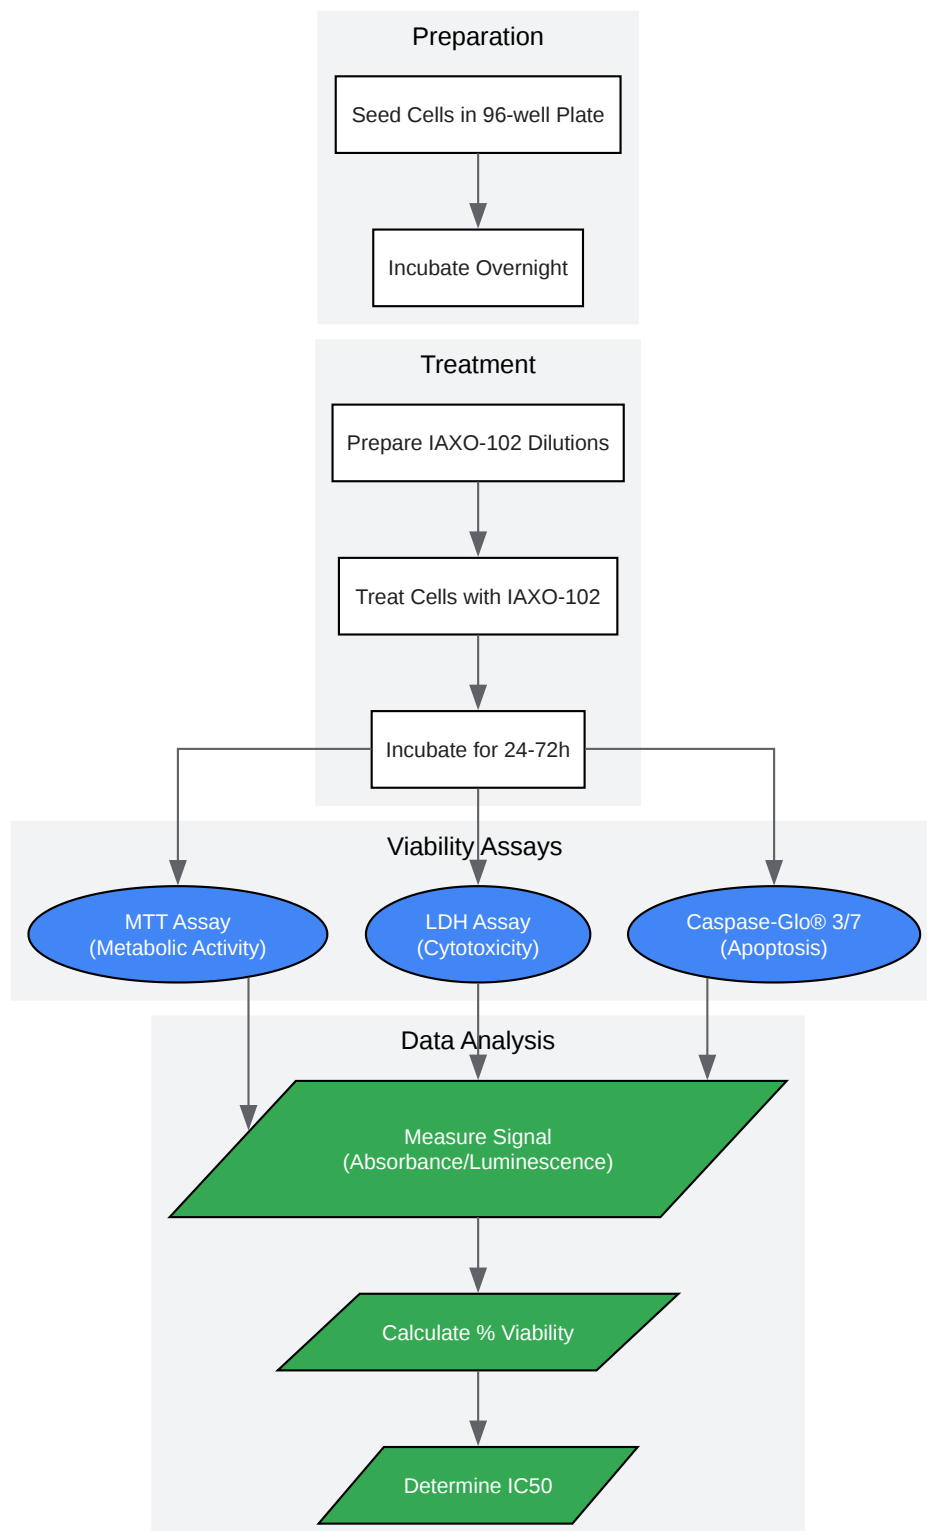 Preparation
Seed Cells in 96-well Plate
Incubate Overnight
Treatment
Prepare IAXO-102 Dilutions
Treat Cells with IAXO-102
Incubate for 24-72h
Viability Assays
MTT Assay
(Metabolic Activity)
LDH Assay
(Cytotoxicity)
Caspase-Glo® 3/7
(Apoptosis)
Data Analysis
Measure Signal
(Absorbance/Luminescence)
Calculate % Viability
Determine IC50